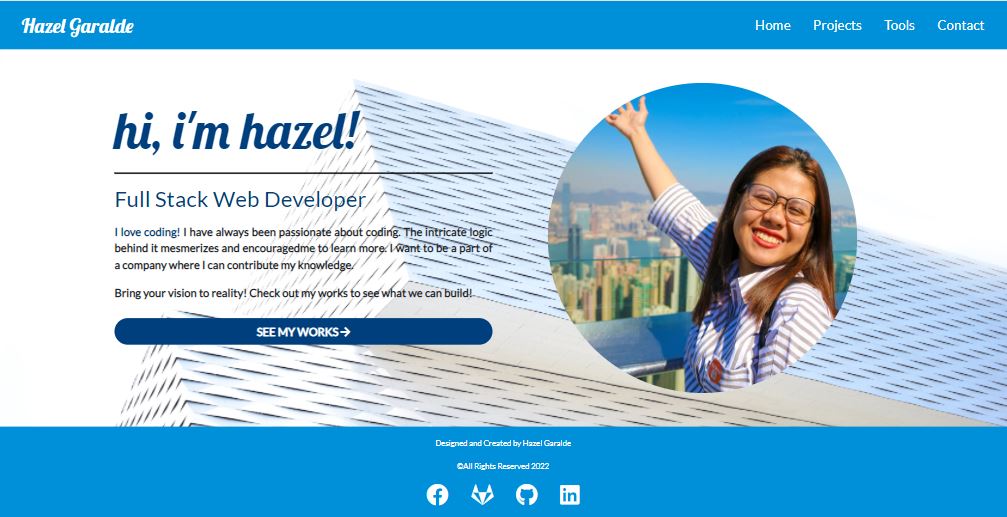 Hazel Garalde
Home Projects Tools Contact
hi, i'm hazel!
Full Stack Web Developer
I love coding! I have always been passionate about coding. The intricate logic
behind it mesmerizes and encouragedme to learn more. I want to be a part of
a company where I can contribute my knowledge.
Bring your vision to reality! Check out my works to see what we can build!
SEE MY WORKS →
Designed and Created by Hazel Garalde
©All Rights Reserved 2022